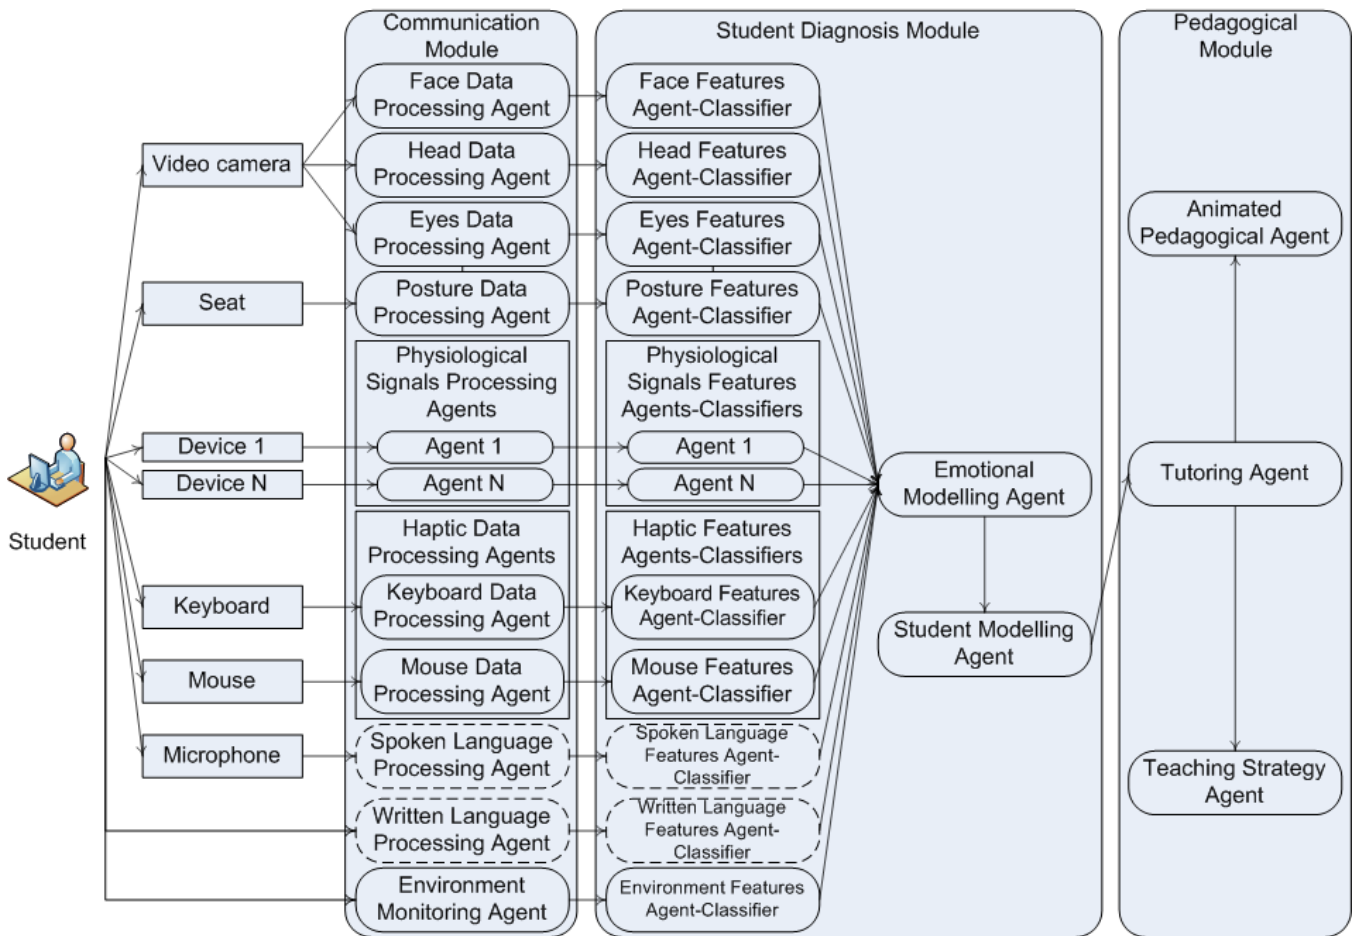 Communication
Module
Student Diagnosis Module
Pedagogical
Module
Face Data
Processing Agent
Face Features
Agent-Classifier
Video camera
Head Data
Processing Agent
Head Features
Agent-Classifier
Eyes Data
Processing Agent
Eyes Features
Agent-Classifier
Animated
Pedagogical Agent
Seat
Posture Data
Processing Agent
Posture Features
Agent-Classifier
Physiological
Signals Processing
Agents
Physiological
Signals Features
Agents-Classifiers
Device 1
Agent 1
Agent 1
Device N
Agent N
Agent N
Emotional
Modelling Agent
Tutoring Agent
Student
Haptic Data
Processing Agents
Haptic Features
Agents-Classifiers
Keyboard
Keyboard Data
Processing Agent
Keyboard Features
Agent-Classifier
Student Modelling
Agent
Mouse
Mouse Data
Processing Agent
Mouse Features
Agent-Classifier
Microphone
Spoken Language
Processing Agent
Spoken Language
Features Agent-
Classifier
Teaching Strategy
Agent
Written Language
Processing Agent
Written Language
Features Agent-
Classifier
Environment
Monitoring Agent
Environment Features
Agent-Classifier